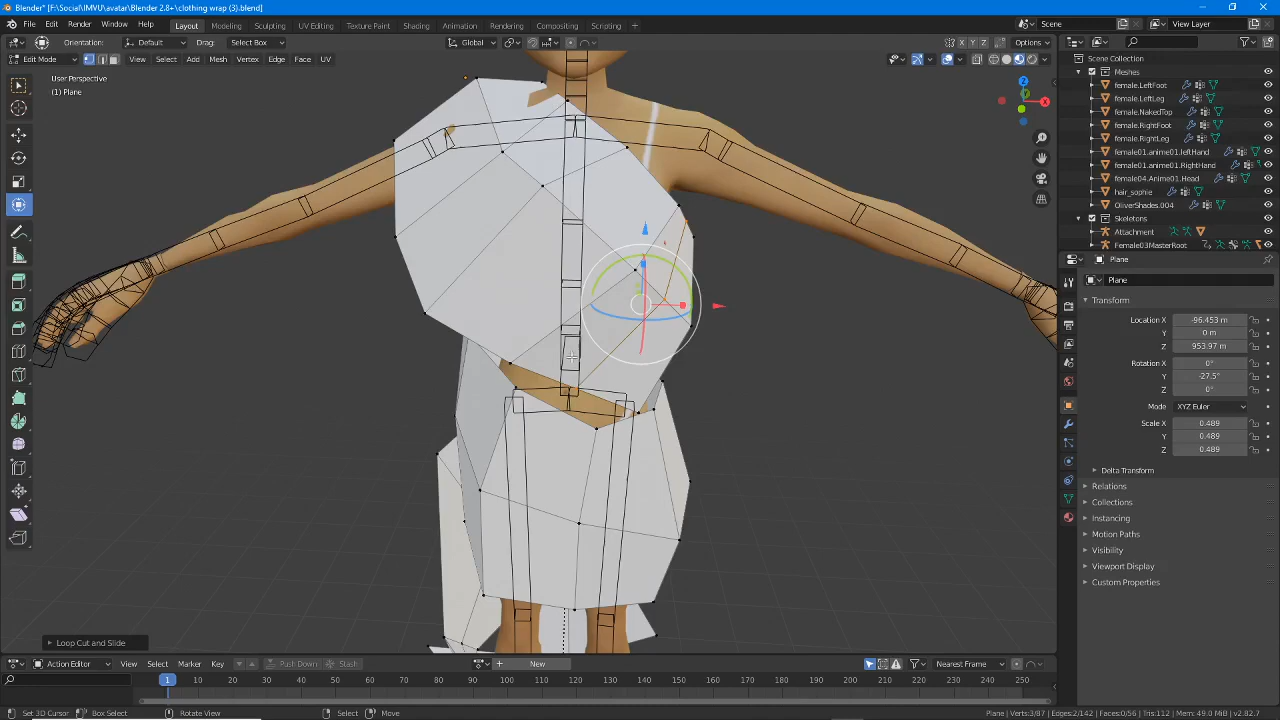 Blender* [F:\Social\IMVU\avatar\Blender 2.8+\clothing wrap (3).blend]
File Edit Render Window Help Layout Modeling Sculpting UV Editing Texture Paint Shading Animation Rendering Compositing Scripting + Scene View Layer
Orientation: Default Drag: Select Box Global X Y Z Options
Edit Mode View Select Add Mesh Vertex Edge Face UV
User Perspective
(1) Plane
Z
Y
X
Loop Cut and Slide
Scene Collection
Meshes
female.LeftFoot
female.LeftLeg
female.NakedTop
female.RightFoot
female.RightLeg
female01.anime01.leftHand
female01.anime01.RightHand
female04.Anime01.Head
hair_sophie
OliverShades.004
Skeletons
Attachment
Female03MasterRoot
Plane
Plane
Transform
Location X -96.453 m
Y 0 m
Z 953.97 m
Rotation X 0°
Y -27.5°
Z 0°
Mode XYZ Euler
Scale X 0.489
Y 0.489
Z 0.489
Delta Transform
Relations
Collections
Instancing
Motion Paths
Visibility
Viewport Display
Custom Properties
Action Editor View Select Marker Key Push Down Stash + New Nearest Frame
1 10 20 30 40 50 60 70 80 90 100 110 120 130 140 150 160 170 180 190 200 210 220 230 240 250
Set 3D Cursor Box Select Rotate View Select Move Plane | Verts:3/87 | Edges:2/142 | Faces:0/56 | Tris:112 | Mem: 49.0 MiB | v2.82.7